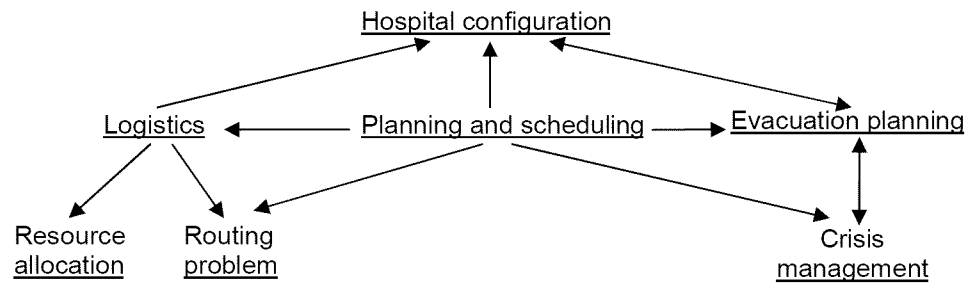 Hospital configuration
Logistics
Planning and scheduling
Evacuation planning
Resource
allocation
Routing
problem
Crisis
management